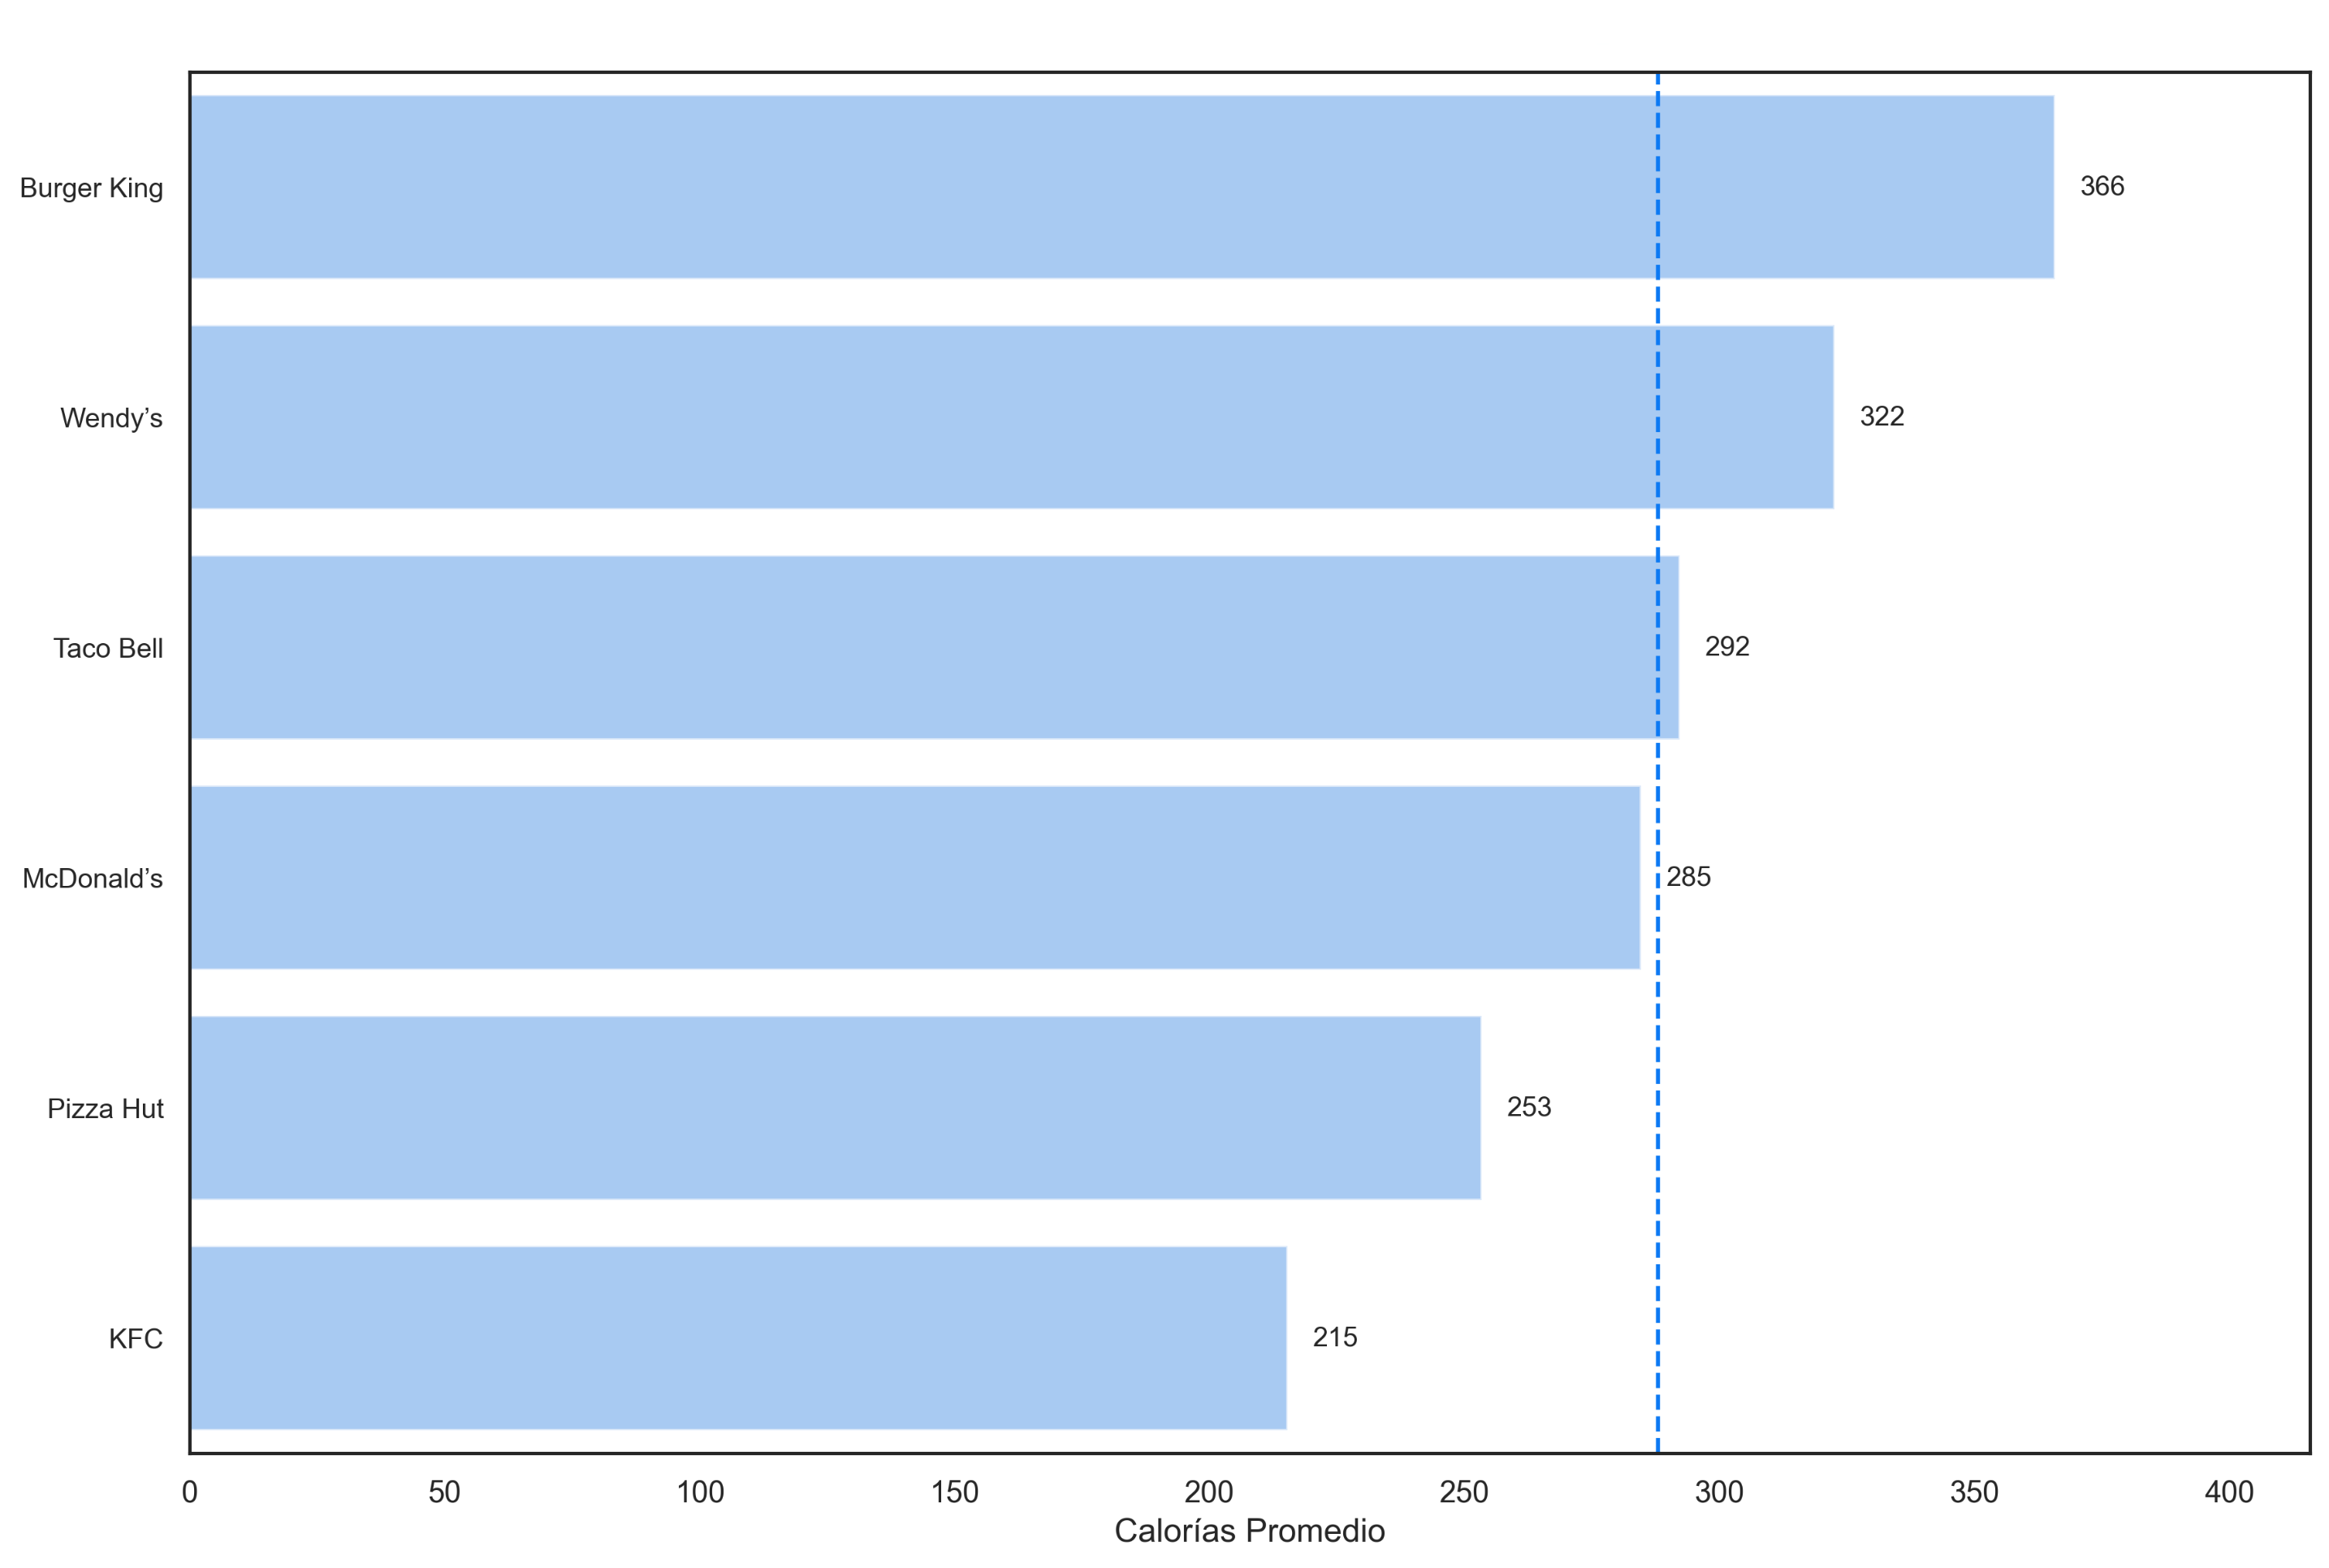 Burger King
366
Wendy’s
322
Taco Bell
292
McDonald’s
285
Pizza Hut
253
KFC
215
0 50 100 150 200 250 300 350 400
Calorías Promedio